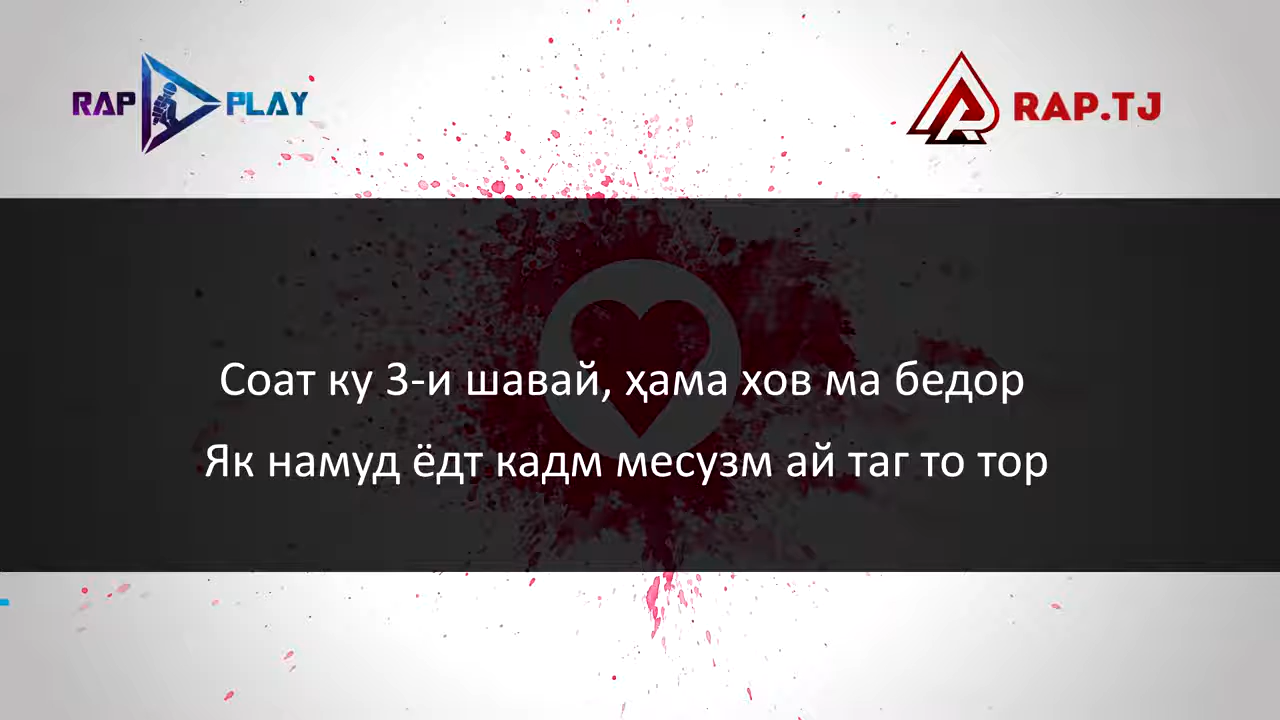 RAP PLAY
RAP.TJ
Соат ку 3-и шавай, ҳама хов ма бедор
Як намуд ёдт кадм месузм ай таг то тор